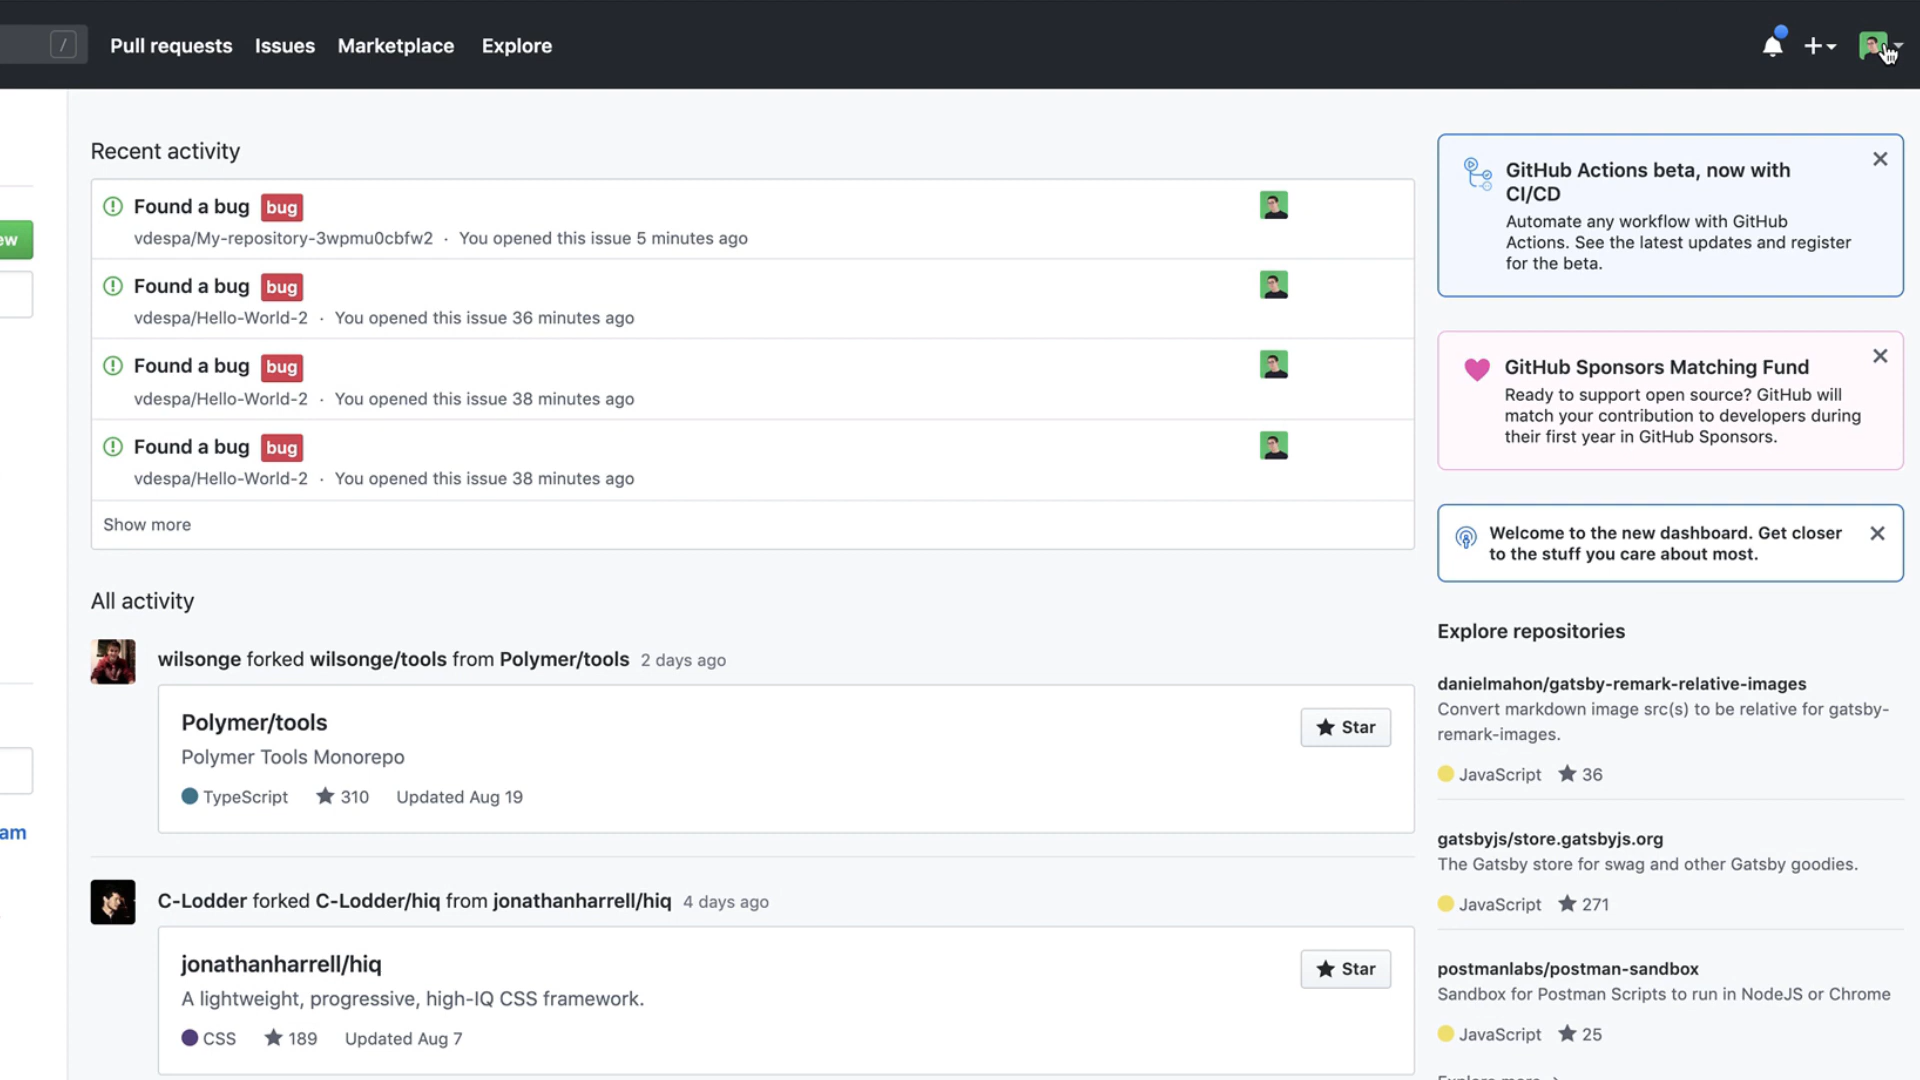 / Pull requests Issues Marketplace Explore
ew
am
Recent activity
Found a bug bug
vdespa/My-repository-3wpmu0cbfw2 · You opened this issue 5 minutes ago
Found a bug bug
vdespa/Hello-World-2 · You opened this issue 36 minutes ago
Found a bug bug
vdespa/Hello-World-2 · You opened this issue 38 minutes ago
Found a bug bug
vdespa/Hello-World-2 · You opened this issue 38 minutes ago
Show more
All activity
wilsonge forked wilsonge/tools from Polymer/tools 2 days ago
Polymer/tools
Star
Polymer Tools Monorepo
TypeScript 310 Updated Aug 19
C-Lodder forked C-Lodder/hiq from jonathanharrell/hiq 4 days ago
jonathanharrell/hiq
Star
A lightweight, progressive, high-IQ CSS framework.
CSS 189 Updated Aug 7
GitHub Actions beta, now with
CI/CD
Automate any workflow with GitHub
Actions. See the latest updates and register
for the beta.
GitHub Sponsors Matching Fund
Ready to support open source? GitHub will
match your contribution to developers during
their first year in GitHub Sponsors.
Welcome to the new dashboard. Get closer
to the stuff you care about most.
Explore repositories
danielmahon/gatsby-remark-relative-images
Convert markdown image src(s) to be relative for gatsby-
remark-images.
JavaScript 36
gatsbyjs/store.gatsbyjs.org
The Gatsby store for swag and other Gatsby goodies.
JavaScript 271
postmanlabs/postman-sandbox
Sandbox for Postman Scripts to run in NodeJS or Chrome
JavaScript 25
Explore more